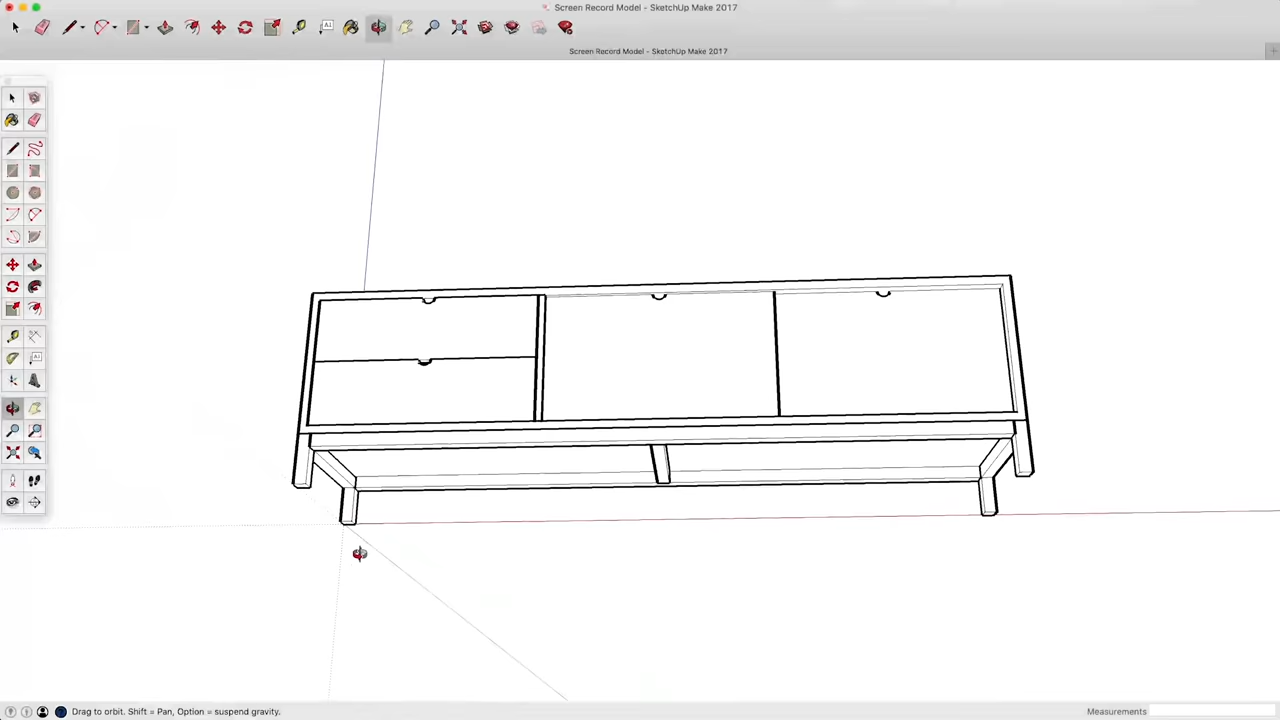 Screen Record Model - SketchUp Make 2017
Screen Record Model - SketchUp Make 2017
Drag to orbit. Shift = Pan, Option = suspend gravity.
Measurements